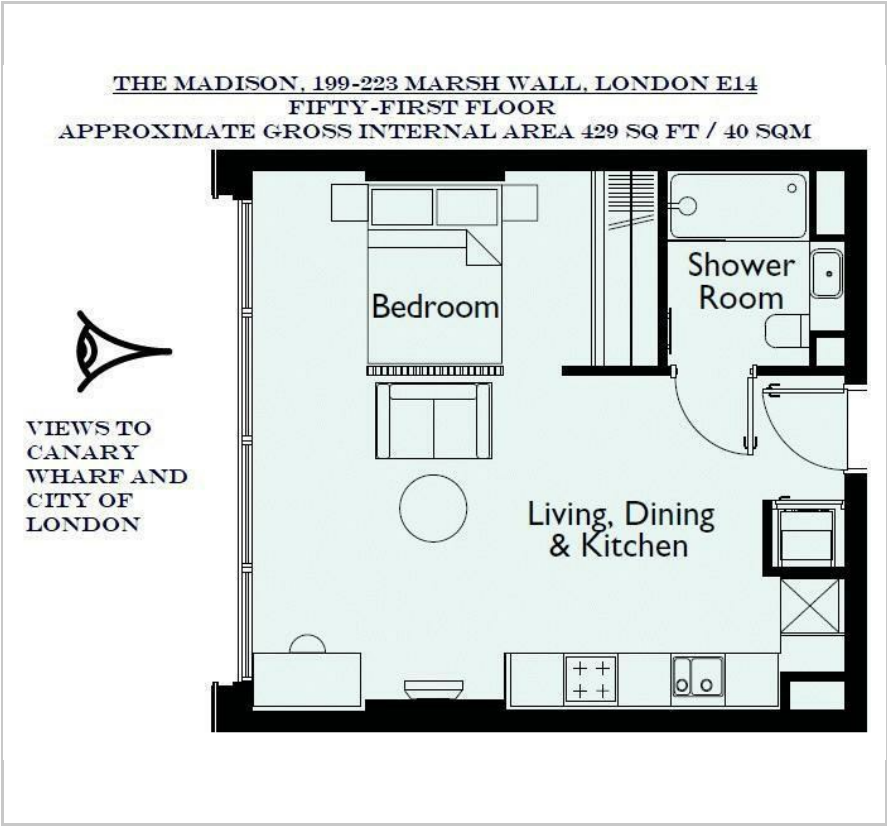 THE MADISON, 199-223 MARSH WALL, LONDON E14
FIFTY-FIRST FLOOR
APPROXIMATE GROSS INTERNAL AREA 429 SQ FT / 40 SQM
Shower
Room
Bedroom
VIEWS TO
CANARY
WHARF AND
CITY OF
LONDON
Living, Dining
& Kitchen